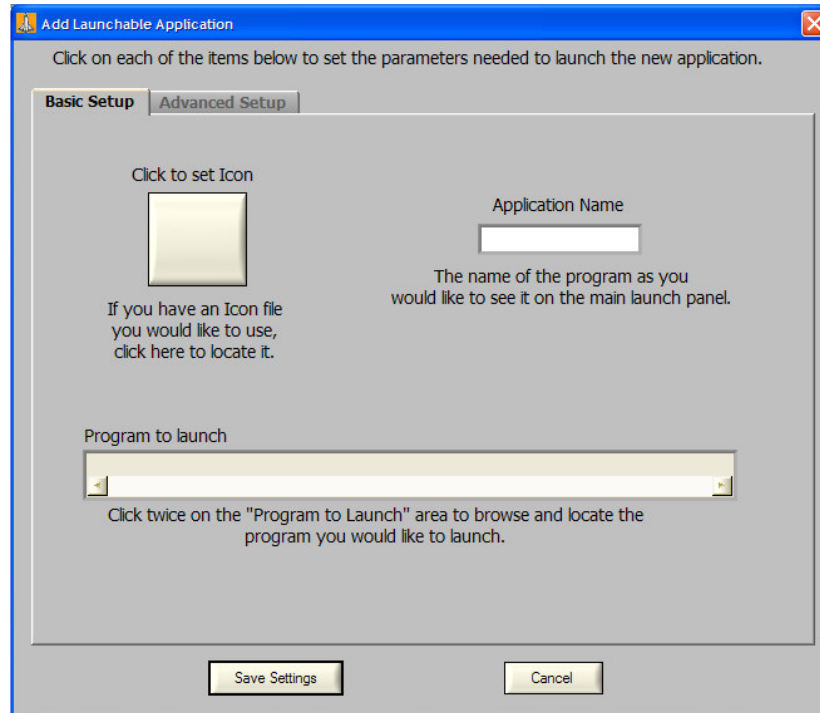 Add Launchable Application
Click on each of the items below to set the parameters needed to launch the new application.
Basic Setup
Advanced Setup
Click to set Icon
If you have an Icon file
you would like to use,
click here to locate it.
Application Name
The name of the program as you
would like to see it on the main launch panel.
Program to launch
Click twice on the "Program to Launch" area to browse and locate the
program you would like to launch.
Save Settings
Cancel